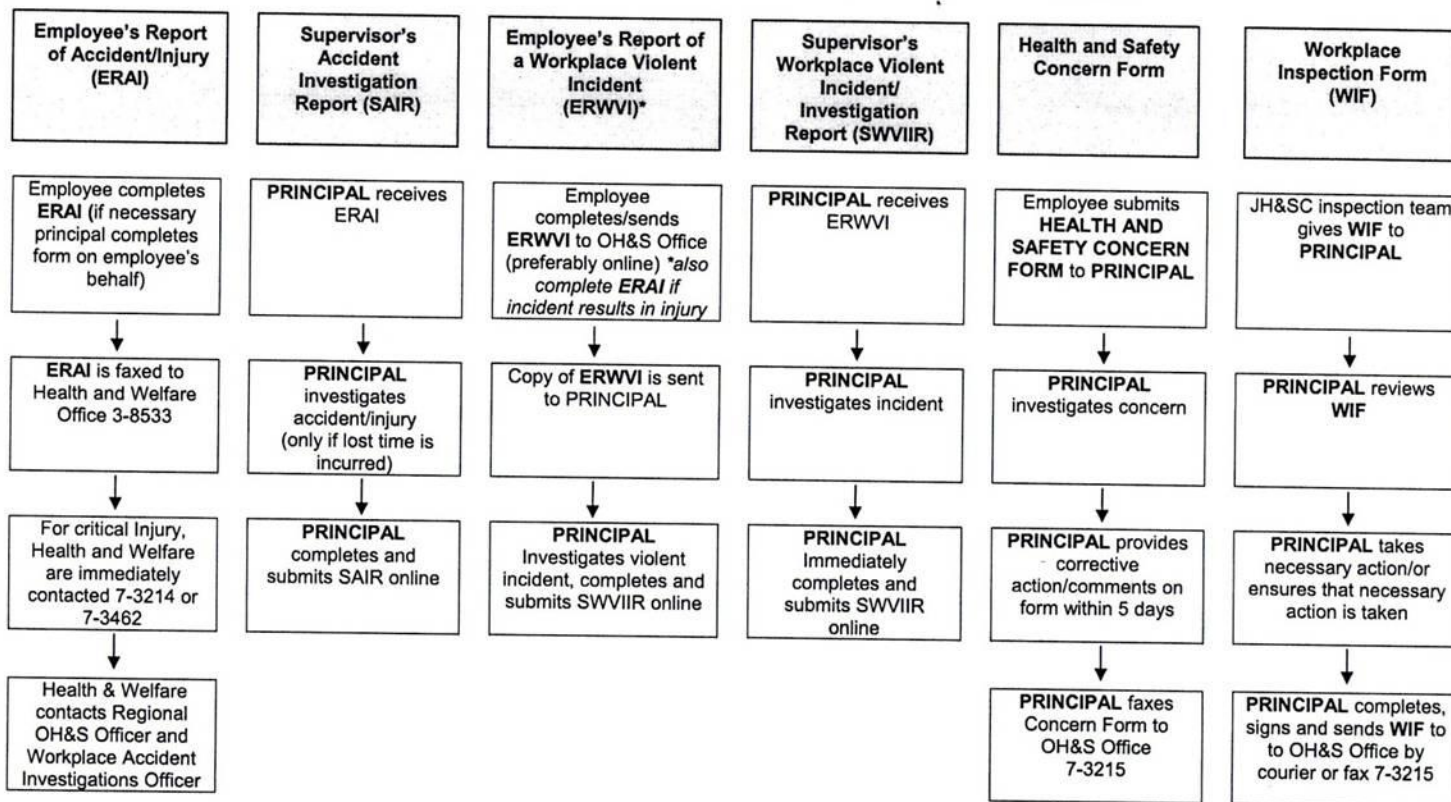 Employee's Report
of Accident/Injury
(ERAI)
Employee completes
ERAI (if necessary
principal completes
form on employee's
behalf)
ERAI is faxed to
Health and Welfare
Office 3-8533
For critical Injury,
Health and Welfare
are immediately
contacted 7-3214 or
7-3462
Health & Welfare
contacts Regional
OH&S Officer and
Workplace Accident
Investigations Officer
Supervisor's
Accident
Investigation
Report (SAIR)
PRINCIPAL receives
ERAI
PRINCIPAL
investigates
accident/injury
(only if lost time is
incurred)
PRINCIPAL
completes and
submits SAIR online
Employee's Report of
a Workplace Violent
Incident
(ERWVI)*
Employee
completes/sends
ERWVI to OH&S Office
(preferably online) *also
complete ERAI if
incident results in injury
Copy of ERWVI is sent
to PRINCIPAL
PRINCIPAL
Investigates violent
incident, completes and
submits SWVIIR online
Supervisor's
Workplace Violent
Incident/
Investigation
Report (SWVIIR)
PRINCIPAL receives
ERWVI
PRINCIPAL
investigates incident
PRINCIPAL
Immediately
completes and
submits SWVIIR
online
Health and Safety
Concern Form
Employee submits
HEALTH AND
SAFETY CONCERN
FORM to PRINCIPAL
PRINCIPAL
investigates concern
PRINCIPAL provides
corrective
action/comments on
form within 5 days
PRINCIPAL faxes
Concern Form to
OH&S Office
7-3215
Workplace
Inspection Form
(WIF)
JH&SC inspection team
gives WIF to
PRINCIPAL
PRINCIPAL reviews
WIF
PRINCIPAL takes
necessary action/or
ensures that necessary
action is taken
PRINCIPAL completes,
signs and sends WIF to
to OH&S Office by
courier or fax 7-3215